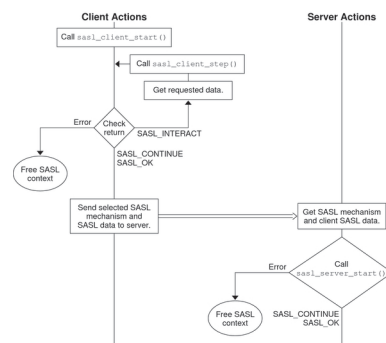 Client Actions
Server Actions
Call sasl_client_start()
Call sasl_client_step()
Get requested data.
Error
Check
return
SASL_INTERACT
SASL_CONTINUE
SASL_OK
Free SASL
context
Send selected SASL
mechanism and
SASL data to server.
Get SASL mechanism
and client SASL data.
Error
Call
sasl_server_start()
Free SASL
context
SASL_CONTINUE
SASL_OK